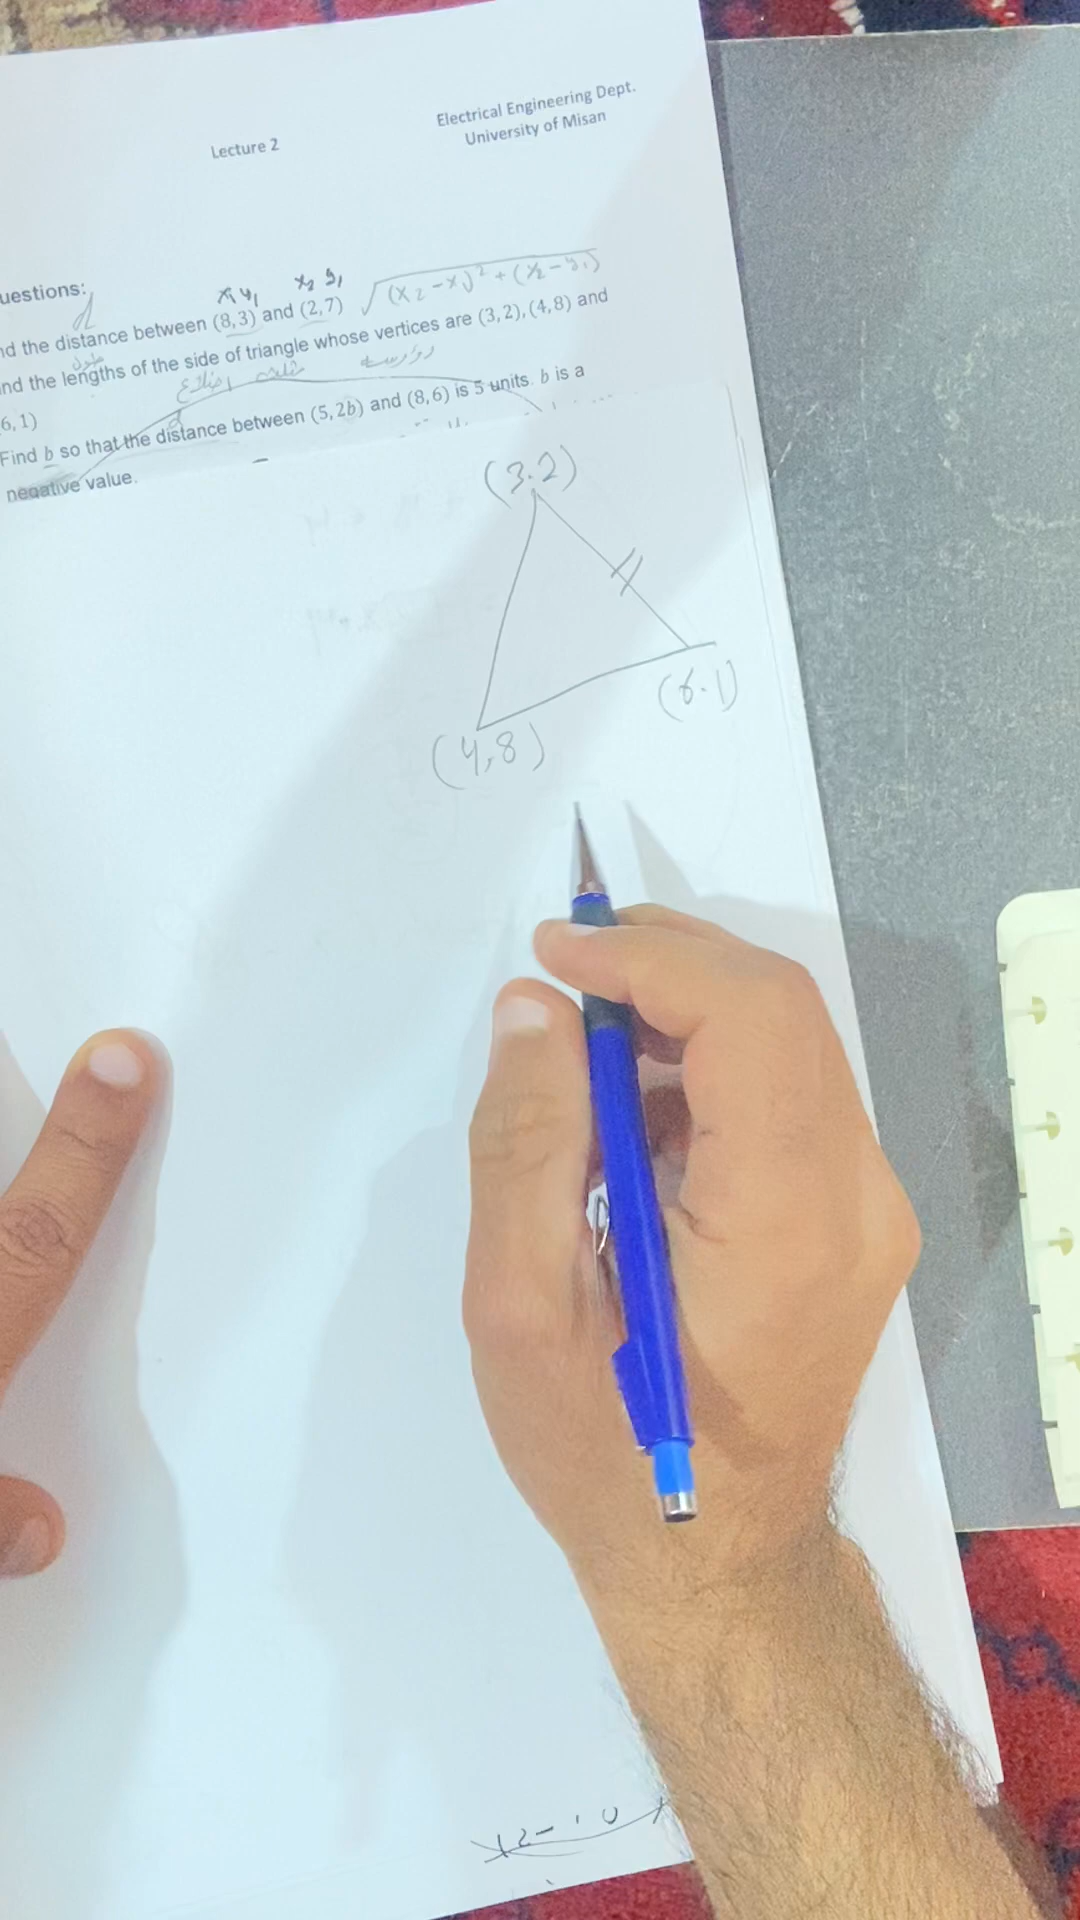 Electrical Engineering Dept.
Lecture 2
University of Misan
uestions:
x₁ y₁
x₂ y₁
√(x₂-x₁)²+(y₂-y₁)
d
nd the distance between (8,3) and (2,7)
nd the lengths of the side of triangle whose vertices are (3,2), (4,8) and
طول
اضلاع
مثلث
6,1)
d
Find b so that the distance between (5,2b) and (8,6) is 5 units. b is a
negative value.
(3.2)
(6.1)
(4,8)